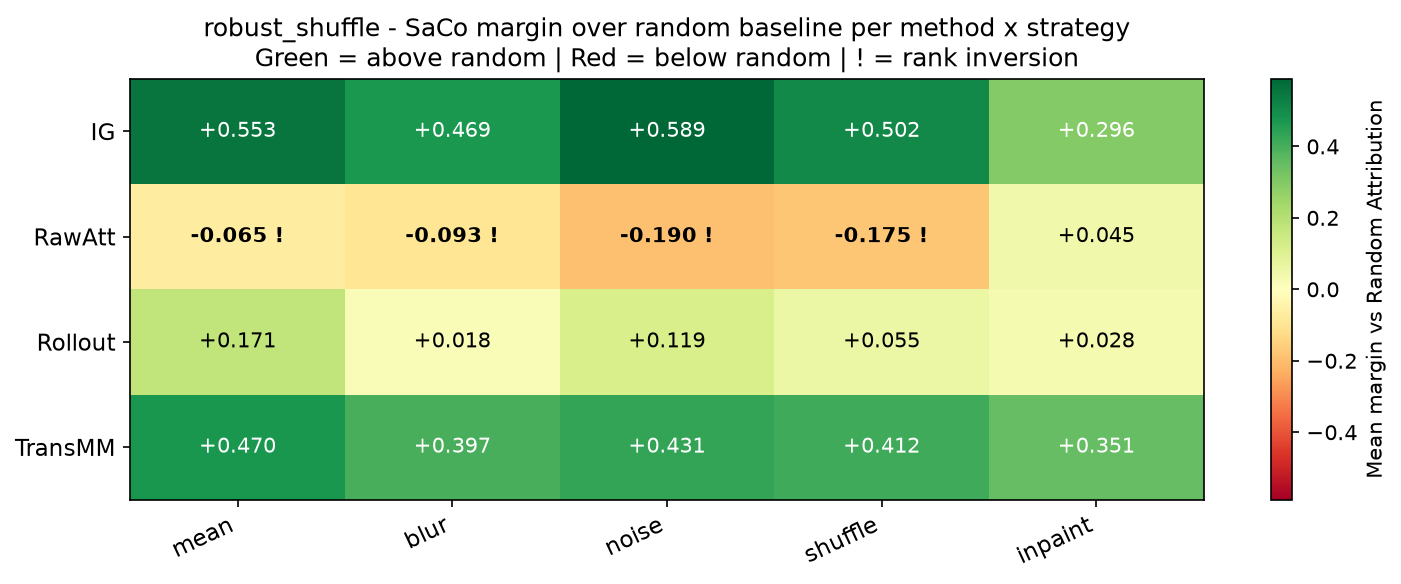 robust_shuffle - SaCo margin over random baseline per method x strategy
Green = above random | Red = below random | ! = rank inversion
IG +0.553 +0.469 +0.589 +0.502 +0.296
RawAtt -0.065 ! -0.093 ! -0.190 ! -0.175 ! +0.045
Rollout +0.171 +0.018 +0.119 +0.055 +0.028
TransMM +0.470 +0.397 +0.431 +0.412 +0.351
mean blur noise shuffle inpaint
0.4
0.2
0.0
−0.2
−0.4
Mean margin vs Random Attribution